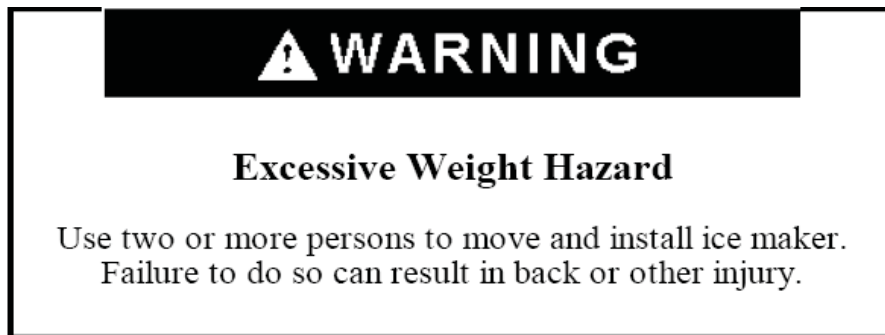 WARNING
Excessive Weight Hazard
Use two or more persons to move and install ice maker.
Failure to do so can result in back or other injury.